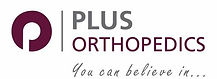 PLUS
ORTHOPEDICS
You can believe in...